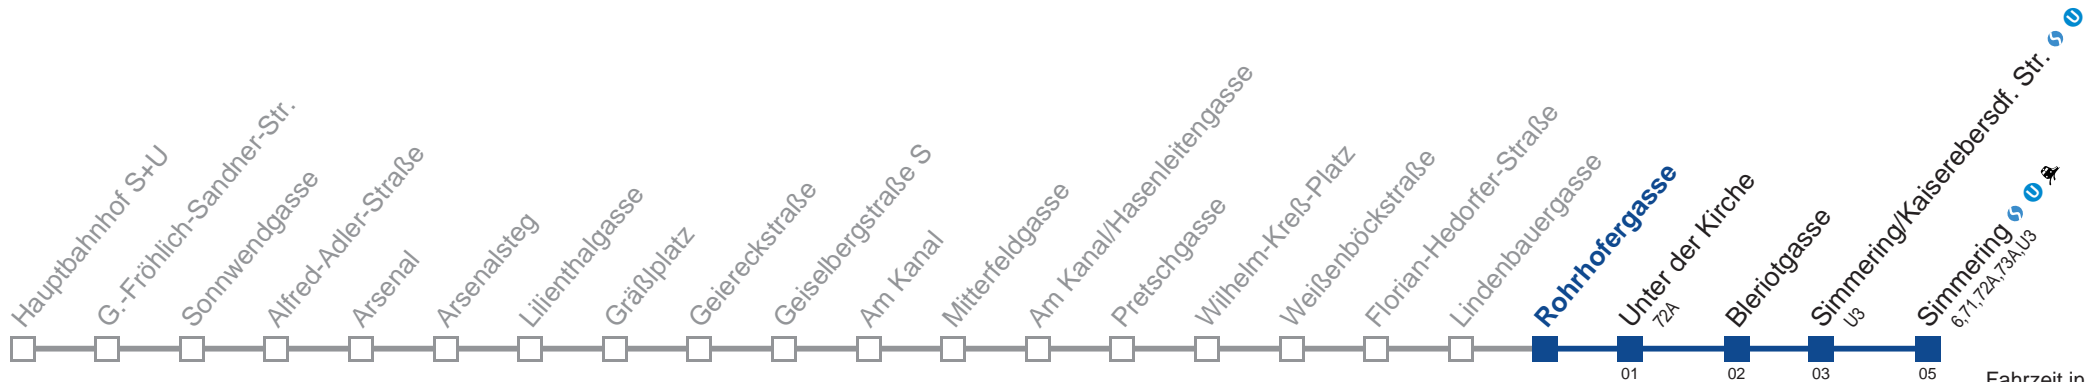 Hauptbahnhof S+U
G.-Fröhlich-Sandner-Str.
Sonnwendgasse
Alfred-Adler-Straße
Arsenal
Arsenalsteg
Lilienthalgasse
Gräßlplatz
Geiereckstraße
Geiselbergstraße S
Am Kanal
Mitterfeldgasse
Am Kanal/Hasenleitengasse
Pretschgasse
Wilhelm-Kreß-Platz
Weißenböckstraße
Florian-Hedorfer-Straße
Lindenbauergasse
Rohrhofergasse
Unter der Kirche
72A
Bleriotgasse
Simmering/Kaiserebersdf. Str. S U
U3
Simmering S U
6,71,72A,73A,U3
01 02 03 05
Fahrzeit in